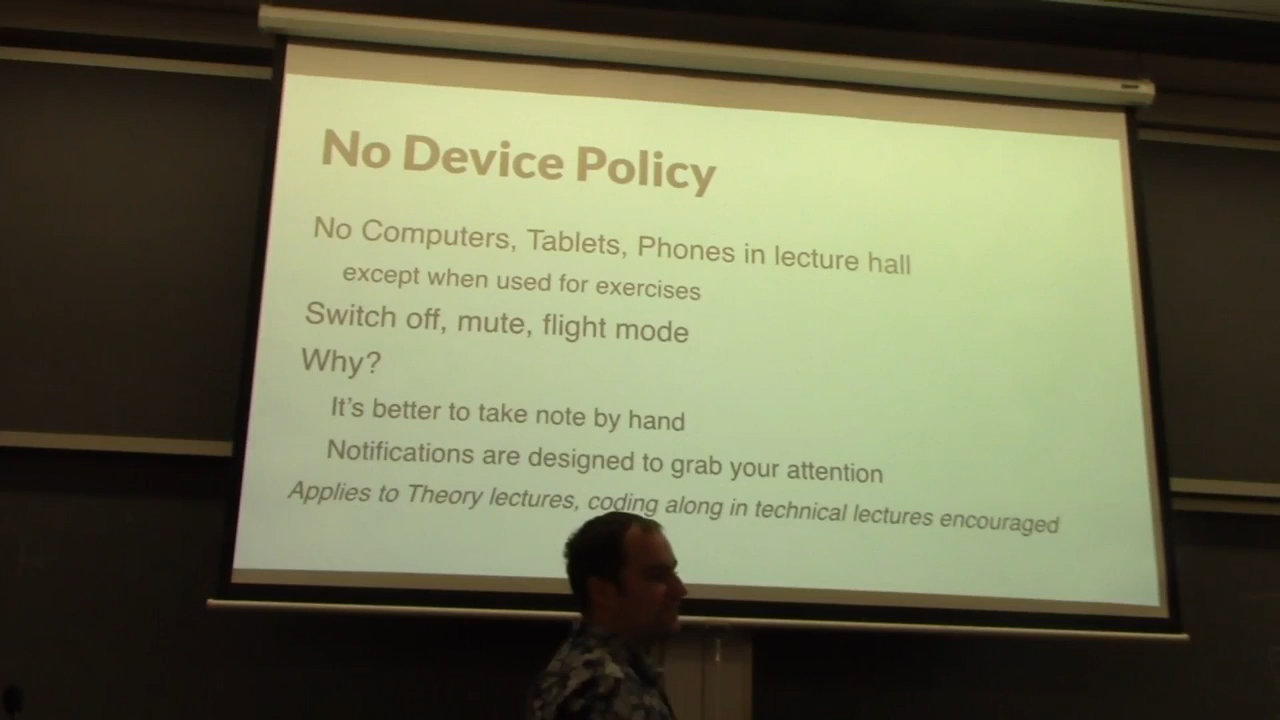 No Device Policy
No Computers, Tablets, Phones in lecture hall
except when used for exercises
Switch off, mute, flight mode
Why?
It's better to take note by hand
Notifications are designed to grab your attention
Applies to Theory lectures, coding along in technical lectures encouraged